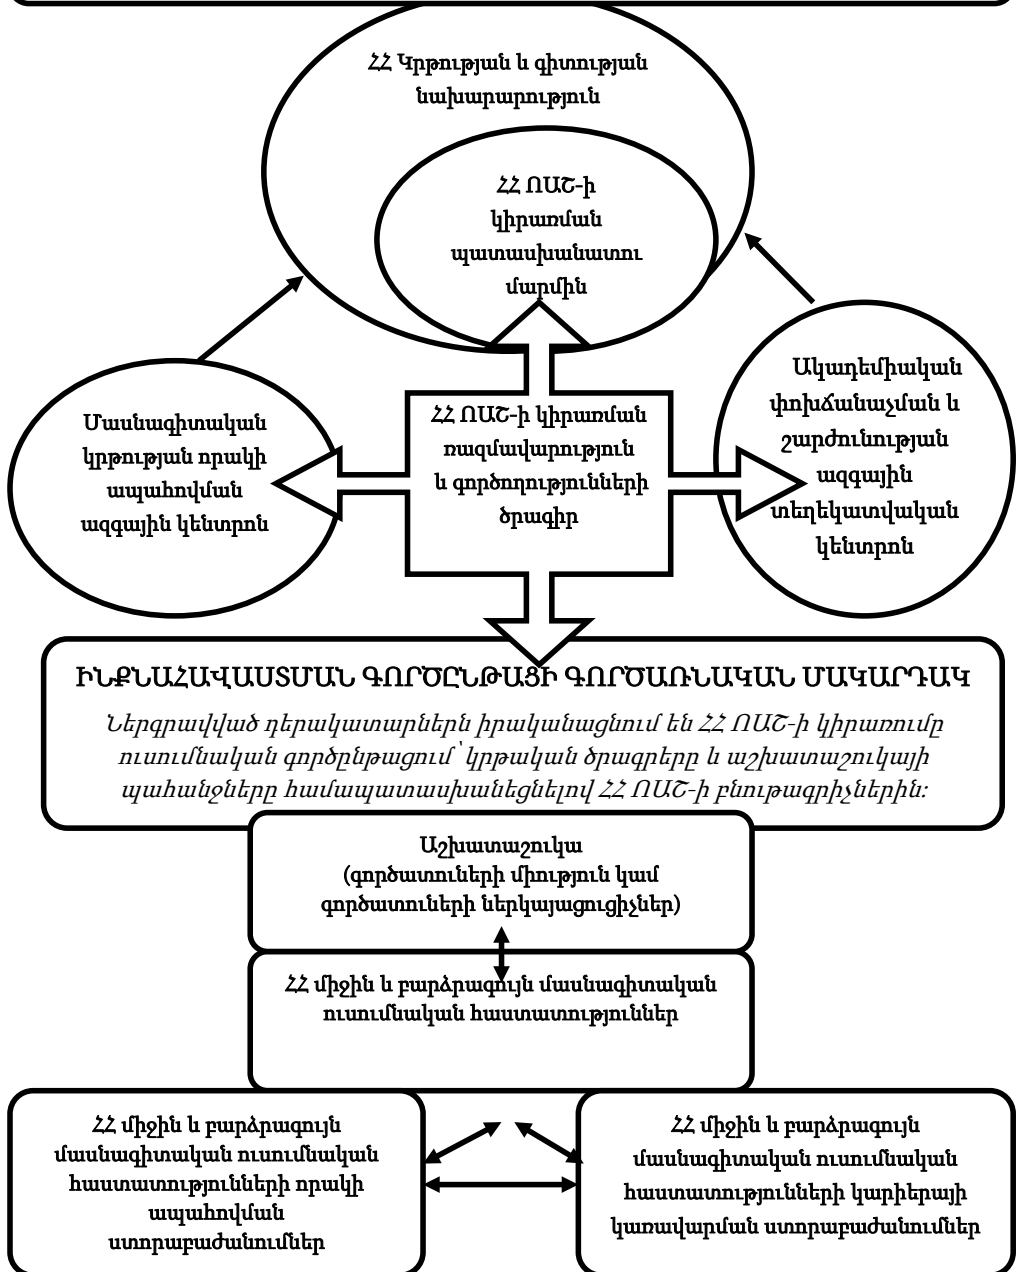 ՀՀ Կրթության և գիտության
նախարարություն
ՀՀ ՈԱՇ-ի
կիրառման
պատասխանատու
մարմին
Մասնագիտական
կրթության որակի
ապահովման
ազգային կենտրոն
ՀՀ ՈԱՇ-ի կիրառման
ռազմավարություն
և գործողությունների
ծրագիր
Ակադեմիական
փոխճանաչման և
շարժունության
ազգային
տեղեկատվական
կենտրոն
ԻՆՔՆԱՀԱՎԱՍՏՄԱՆ ԳՈՐԾԸՆԹԱՑԻ ԳՈՐԾԱՌՆԱԿԱՆ ՄԱԿԱՐԴԱԿ
Ներգրավված դերակատարներն իրականացնում են ՀՀ ՈԱՇ-ի կիրառումը
ուսումնական գործընթացում՝ կրթական ծրագրերը և աշխատաշուկայի
պահանջները համապատասխանեցնելով ՀՀ ՈԱՇ-ի բնութագրիչներին:
Աշխատաշուկա
(գործատուների միություն կամ
գործատուների ներկայացուցիչներ)
ՀՀ միջին և բարձրագույն մասնագիտական
ուսումնական հաստատություններ
ՀՀ միջին և բարձրագույն
մասնագիտական ուսումնական
հաստատությունների որակի
ապահովման
ստորաբաժանումներ
ՀՀ միջին և բարձրագույն
մասնագիտական ուսումնական
հաստատությունների կարիերայի
կառավարման ստորաբաժանումներ